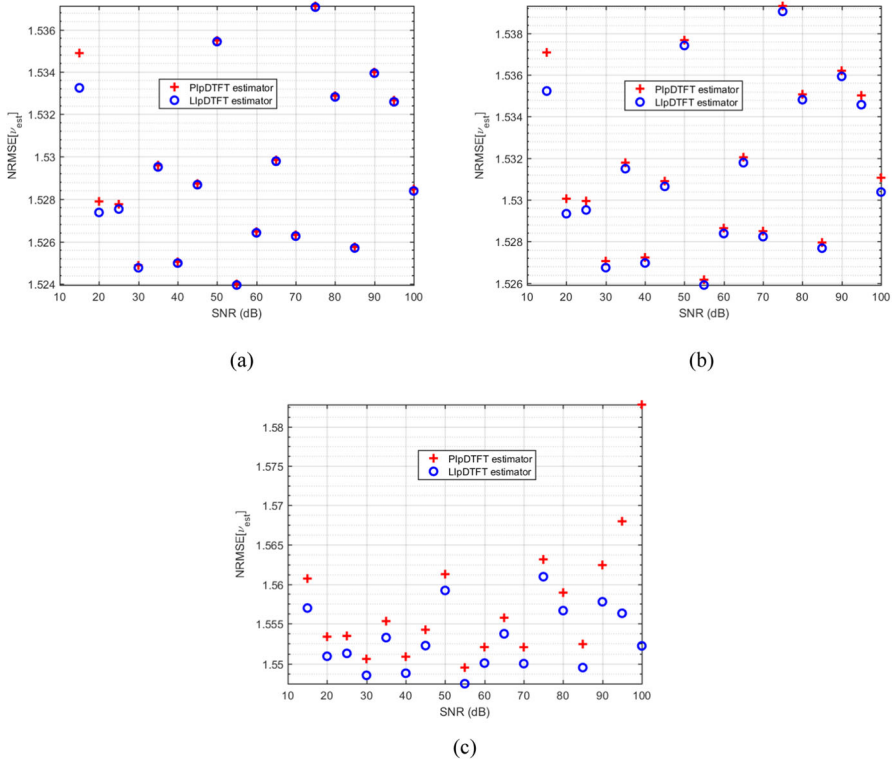 1.536
1.534
1.532
1.53
1.528
1.526
1.524
NRMSE[ν_est]
PIpDTFT estimator
LIpDTFT estimator
10 20 30 40 50 60 70 80 90 100
SNR (dB)
(a)
1.538
1.536
1.534
1.532
1.53
1.528
1.526
NRMSE[ν_est]
PIpDTFT estimator
LIpDTFT estimator
10 20 30 40 50 60 70 80 90 100
SNR (dB)
(b)
1.58
1.575
1.57
1.565
1.56
1.555
1.55
NRMSE[ν_est]
PIpDTFT estimator
LIpDTFT estimator
10 20 30 40 50 60 70 80 90 100
SNR (dB)
(c)